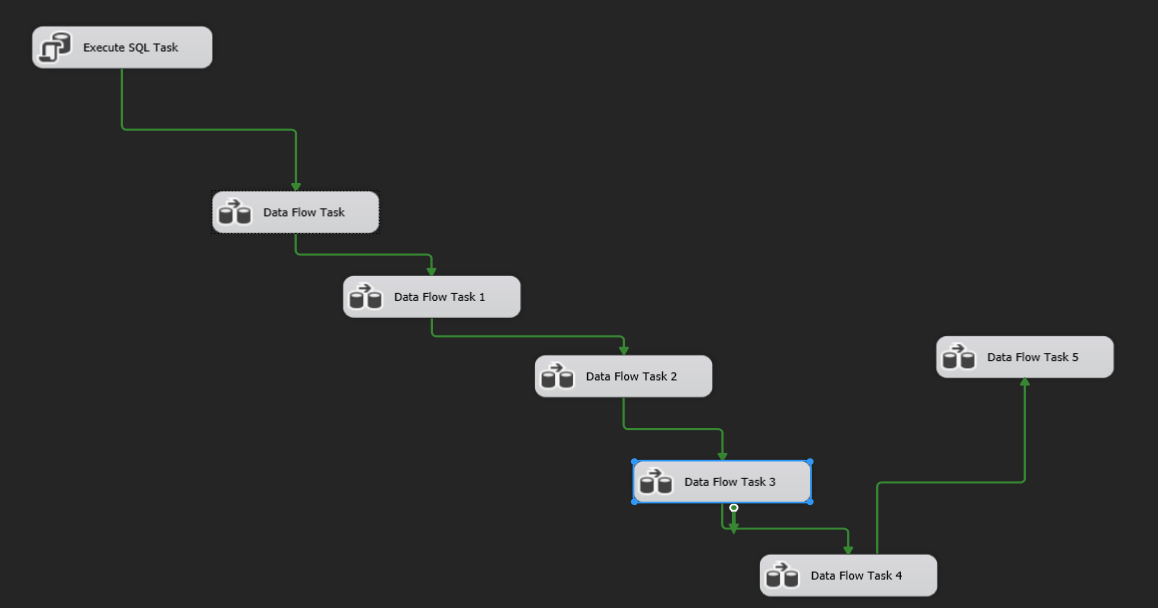 Execute SQL Task
Data Flow Task
Data Flow Task 1
Data Flow Task 2
Data Flow Task 3
Data Flow Task 4
Data Flow Task 5